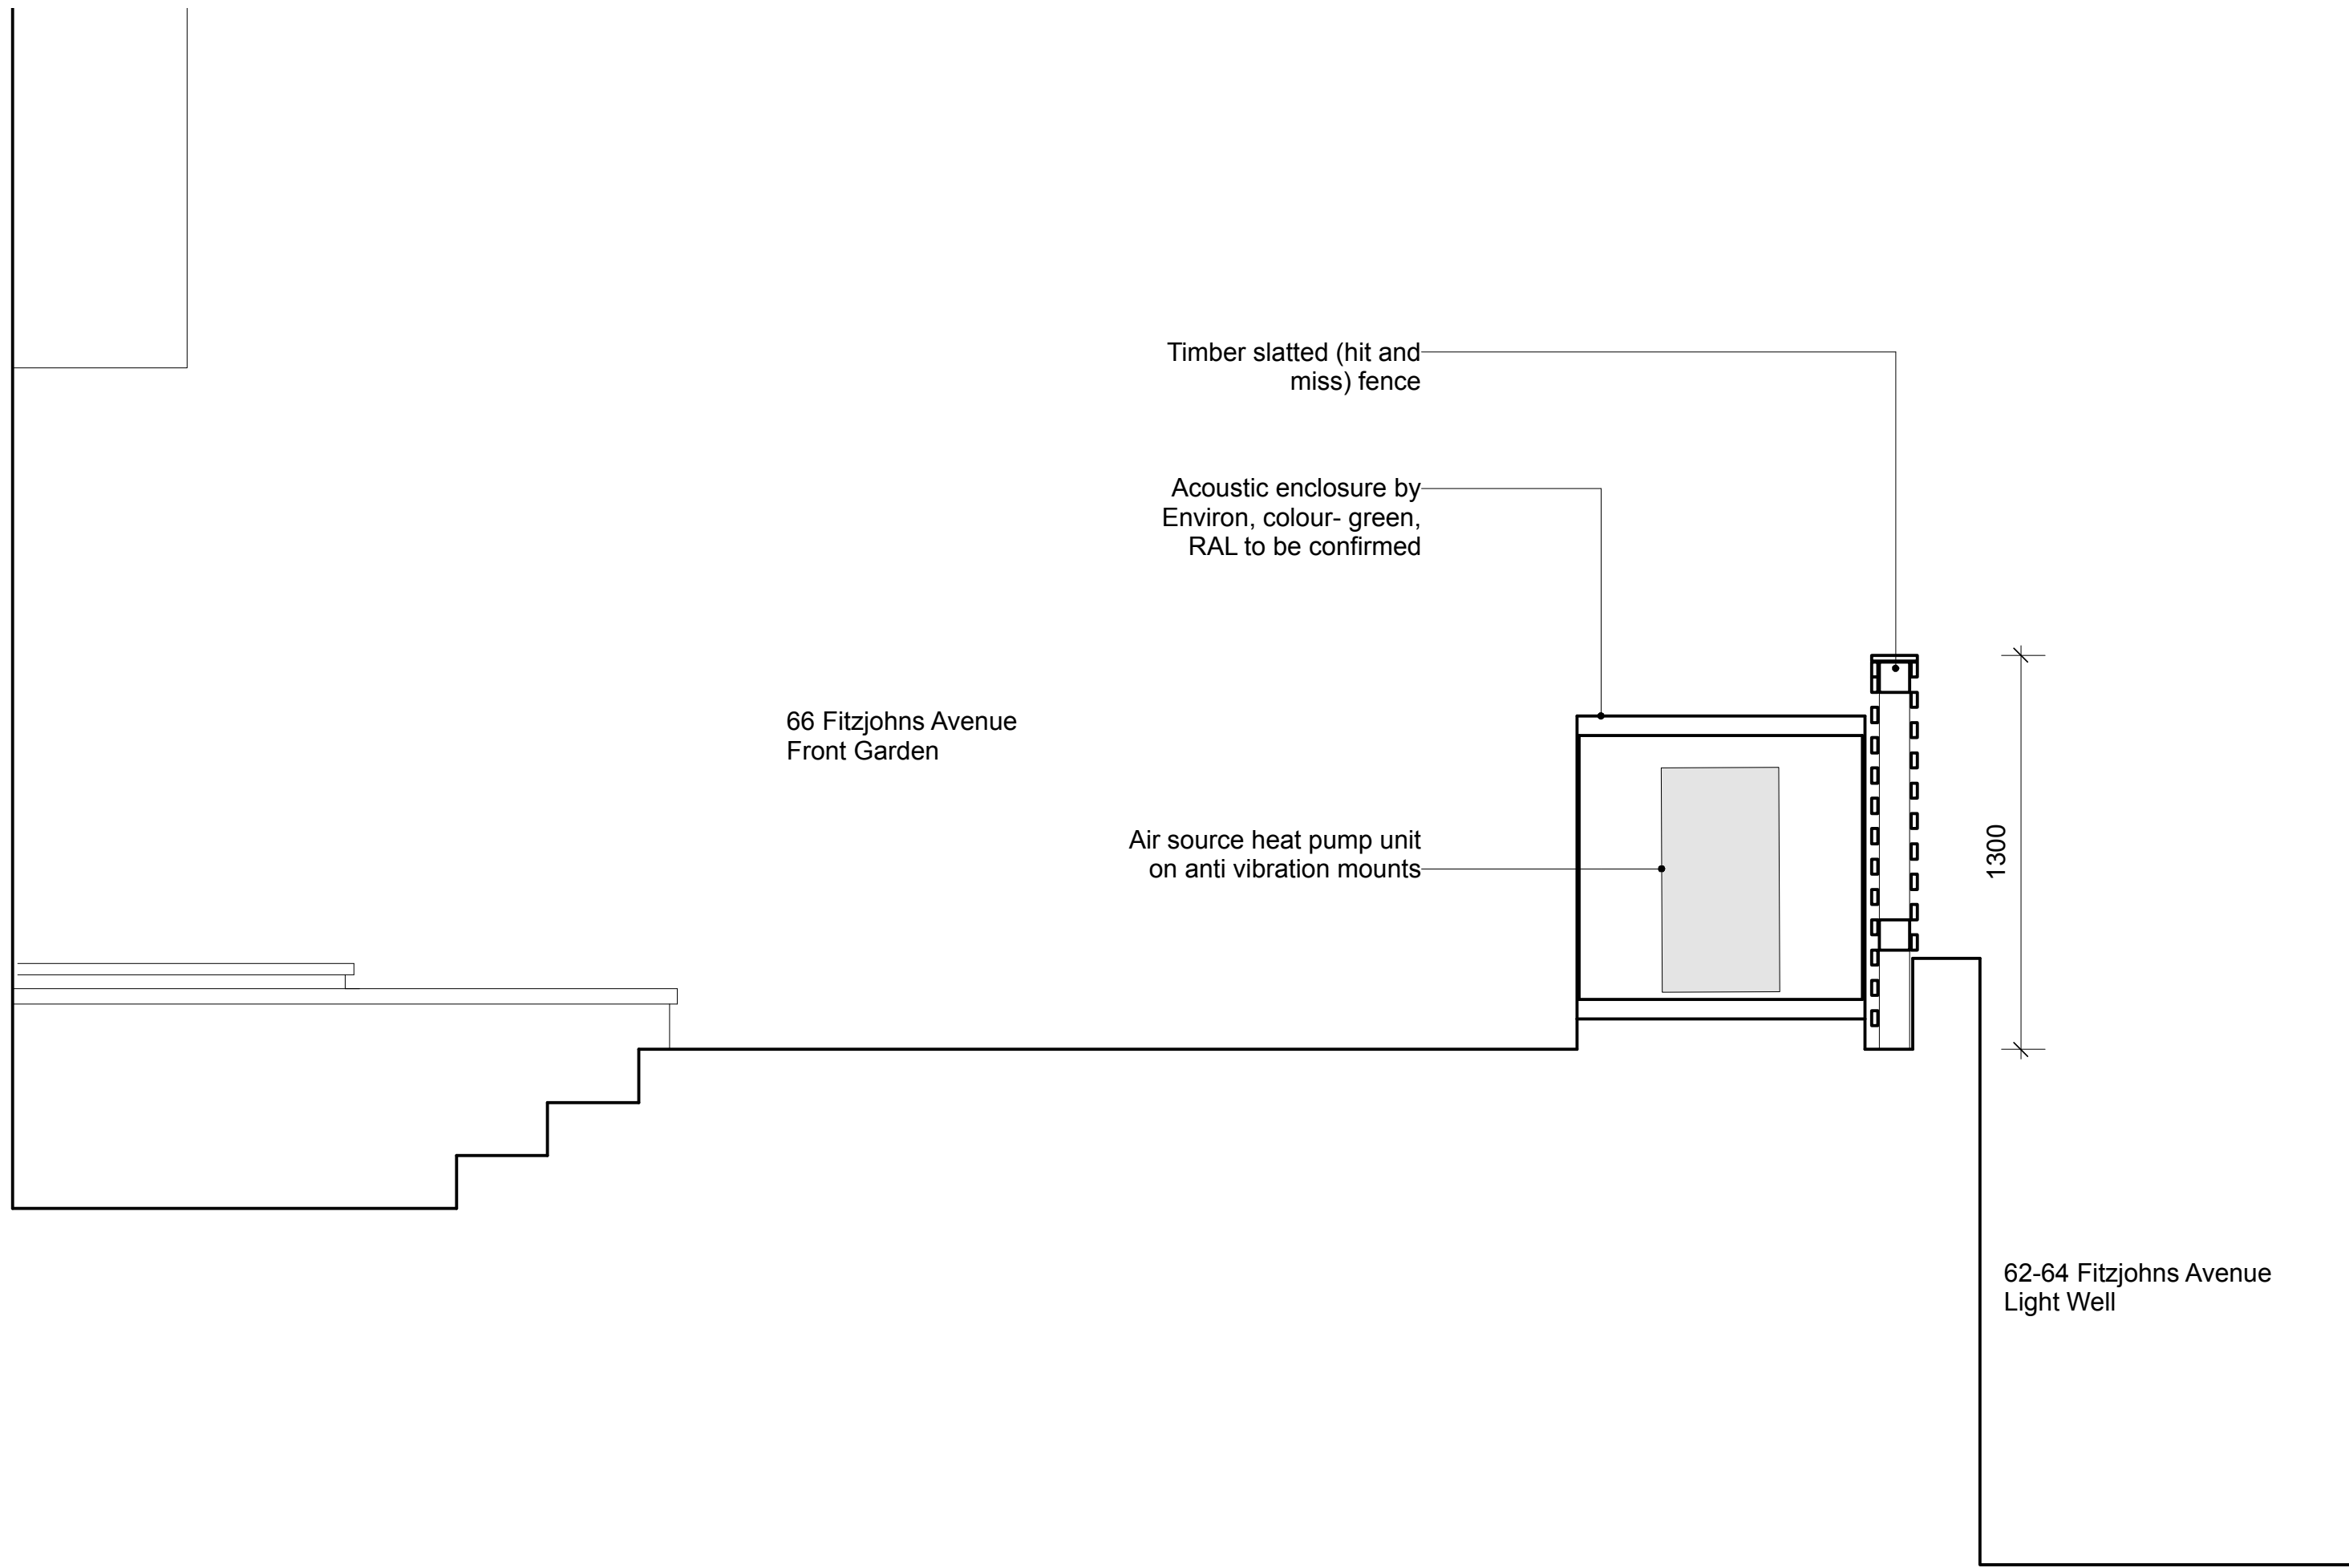 Timber slatted (hit and
miss) fence
Acoustic enclosure by
Environ, colour- green,
RAL to be confirmed
66 Fitzjohns Avenue
Front Garden
Air source heat pump unit
on anti vibration mounts
1300
62-64 Fitzjohns Avenue
Light Well